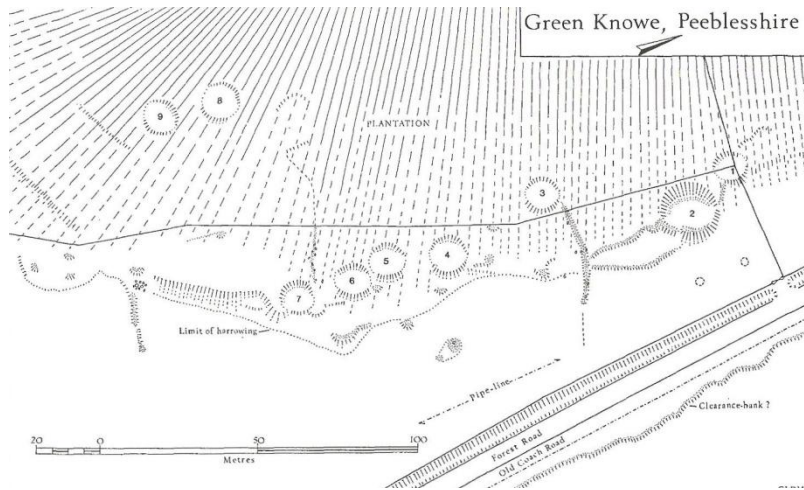 Green Knowe, Peeblesshire
8
9
PLANTATION
1
3
2
4
5
6
7
Limit of harrowing
Pipe-line
Clearance-bank ?
Forest Road
Old Coach Road
20 0 50 100
Metres